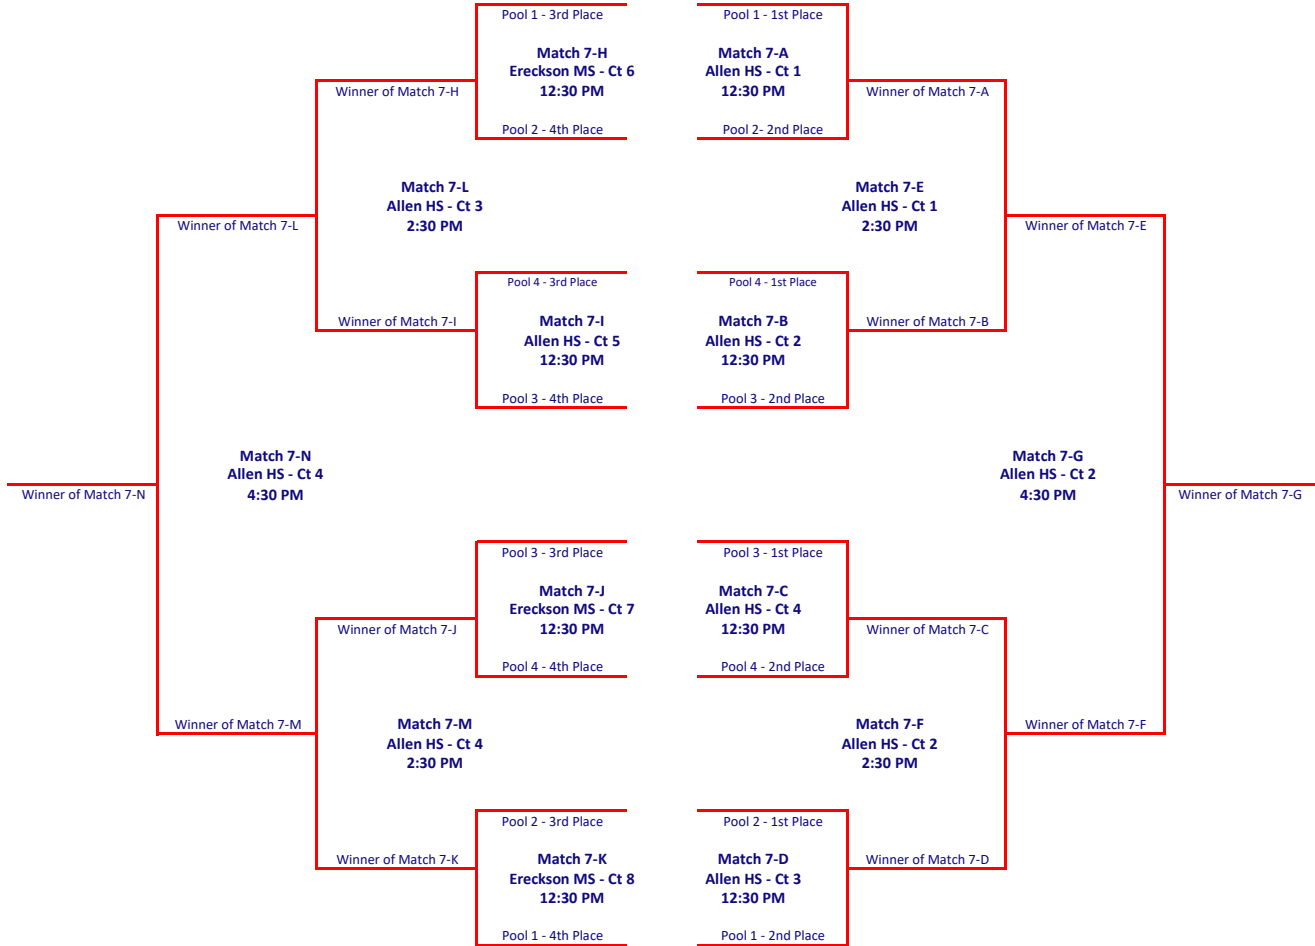 Pool 1 - 3rd Place
Pool 1 - 1st Place
Match 7-H
Ereckson MS - Ct 6
12:30 PM
Match 7-A
Allen HS - Ct 1
12:30 PM
Winner of Match 7-H
Winner of Match 7-A
Pool 2 - 4th Place
Pool 2- 2nd Place
Match 7-L
Allen HS - Ct 3
2:30 PM
Match 7-E
Allen HS - Ct 1
2:30 PM
Winner of Match 7-L
Winner of Match 7-E
Pool 4 - 3rd Place
Pool 4 - 1st Place
Winner of Match 7-I
Match 7-I
Allen HS - Ct 5
12:30 PM
Match 7-B
Allen HS - Ct 2
12:30 PM
Winner of Match 7-B
Pool 3 - 4th Place
Pool 3 - 2nd Place
Match 7-N
Allen HS - Ct 4
4:30 PM
Match 7-G
Allen HS - Ct 2
4:30 PM
Winner of Match 7-N
Winner of Match 7-G
Pool 3 - 3rd Place
Pool 3 - 1st Place
Match 7-J
Ereckson MS - Ct 7
12:30 PM
Match 7-C
Allen HS - Ct 4
12:30 PM
Winner of Match 7-J
Winner of Match 7-C
Pool 4 - 4th Place
Pool 4 - 2nd Place
Winner of Match 7-M
Match 7-M
Allen HS - Ct 4
2:30 PM
Match 7-F
Allen HS - Ct 2
2:30 PM
Winner of Match 7-F
Pool 2 - 3rd Place
Pool 2 - 1st Place
Winner of Match 7-K
Match 7-K
Ereckson MS - Ct 8
12:30 PM
Match 7-D
Allen HS - Ct 3
12:30 PM
Winner of Match 7-D
Pool 1 - 4th Place
Pool 1 - 2nd Place